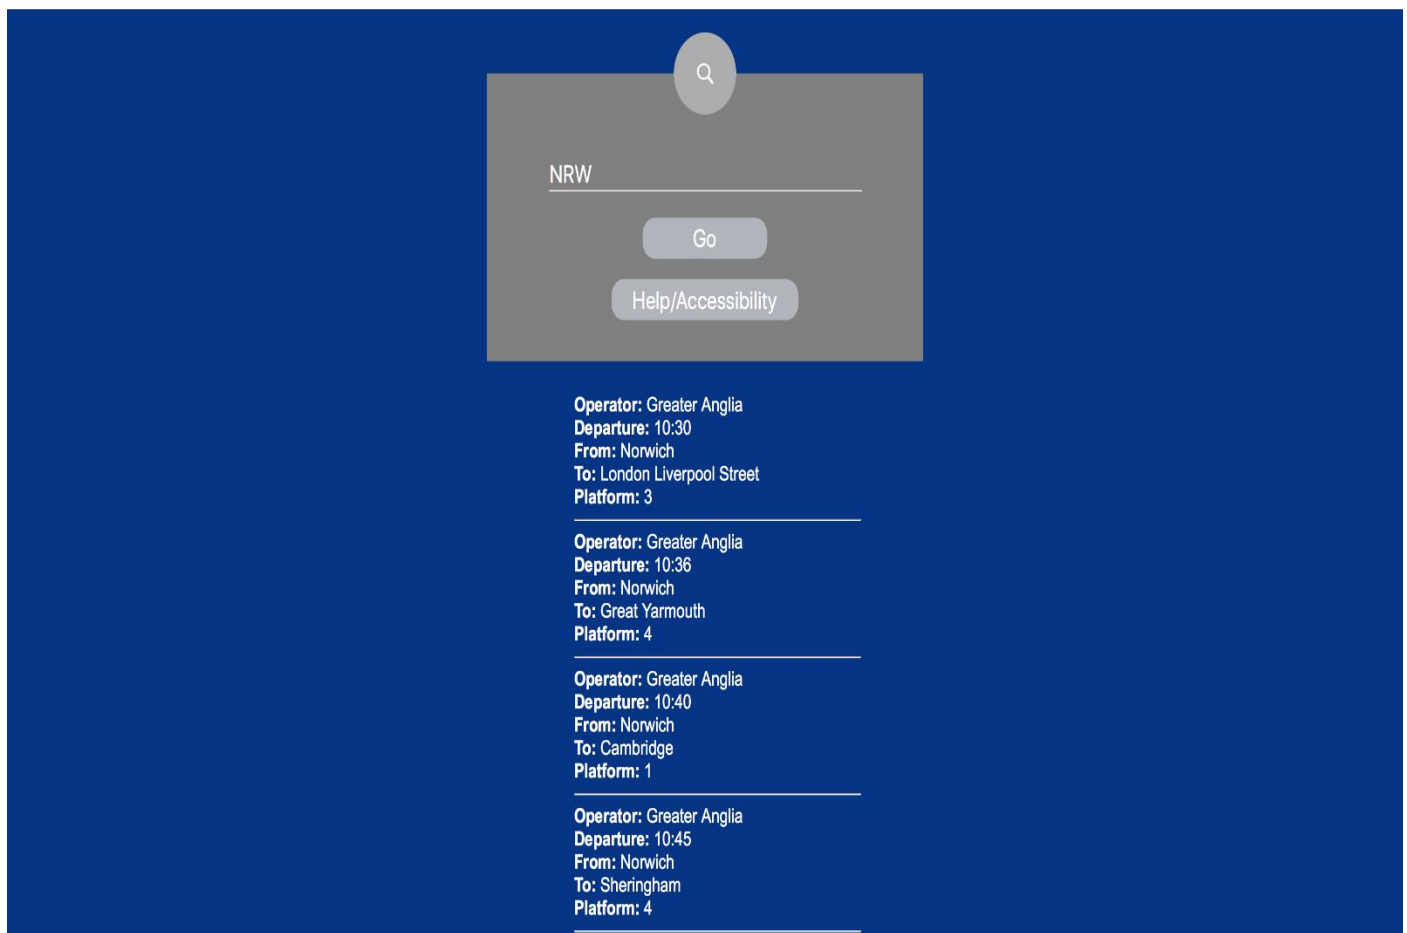 NRW
Go
Help/Accessibility
Operator: Greater Anglia
Departure: 10:30
From: Norwich
To: London Liverpool Street
Platform: 3
Operator: Greater Anglia
Departure: 10:36
From: Norwich
To: Great Yarmouth
Platform: 4
Operator: Greater Anglia
Departure: 10:40
From: Norwich
To: Cambridge
Platform: 1
Operator: Greater Anglia
Departure: 10:45
From: Norwich
To: Sheringham
Platform: 4